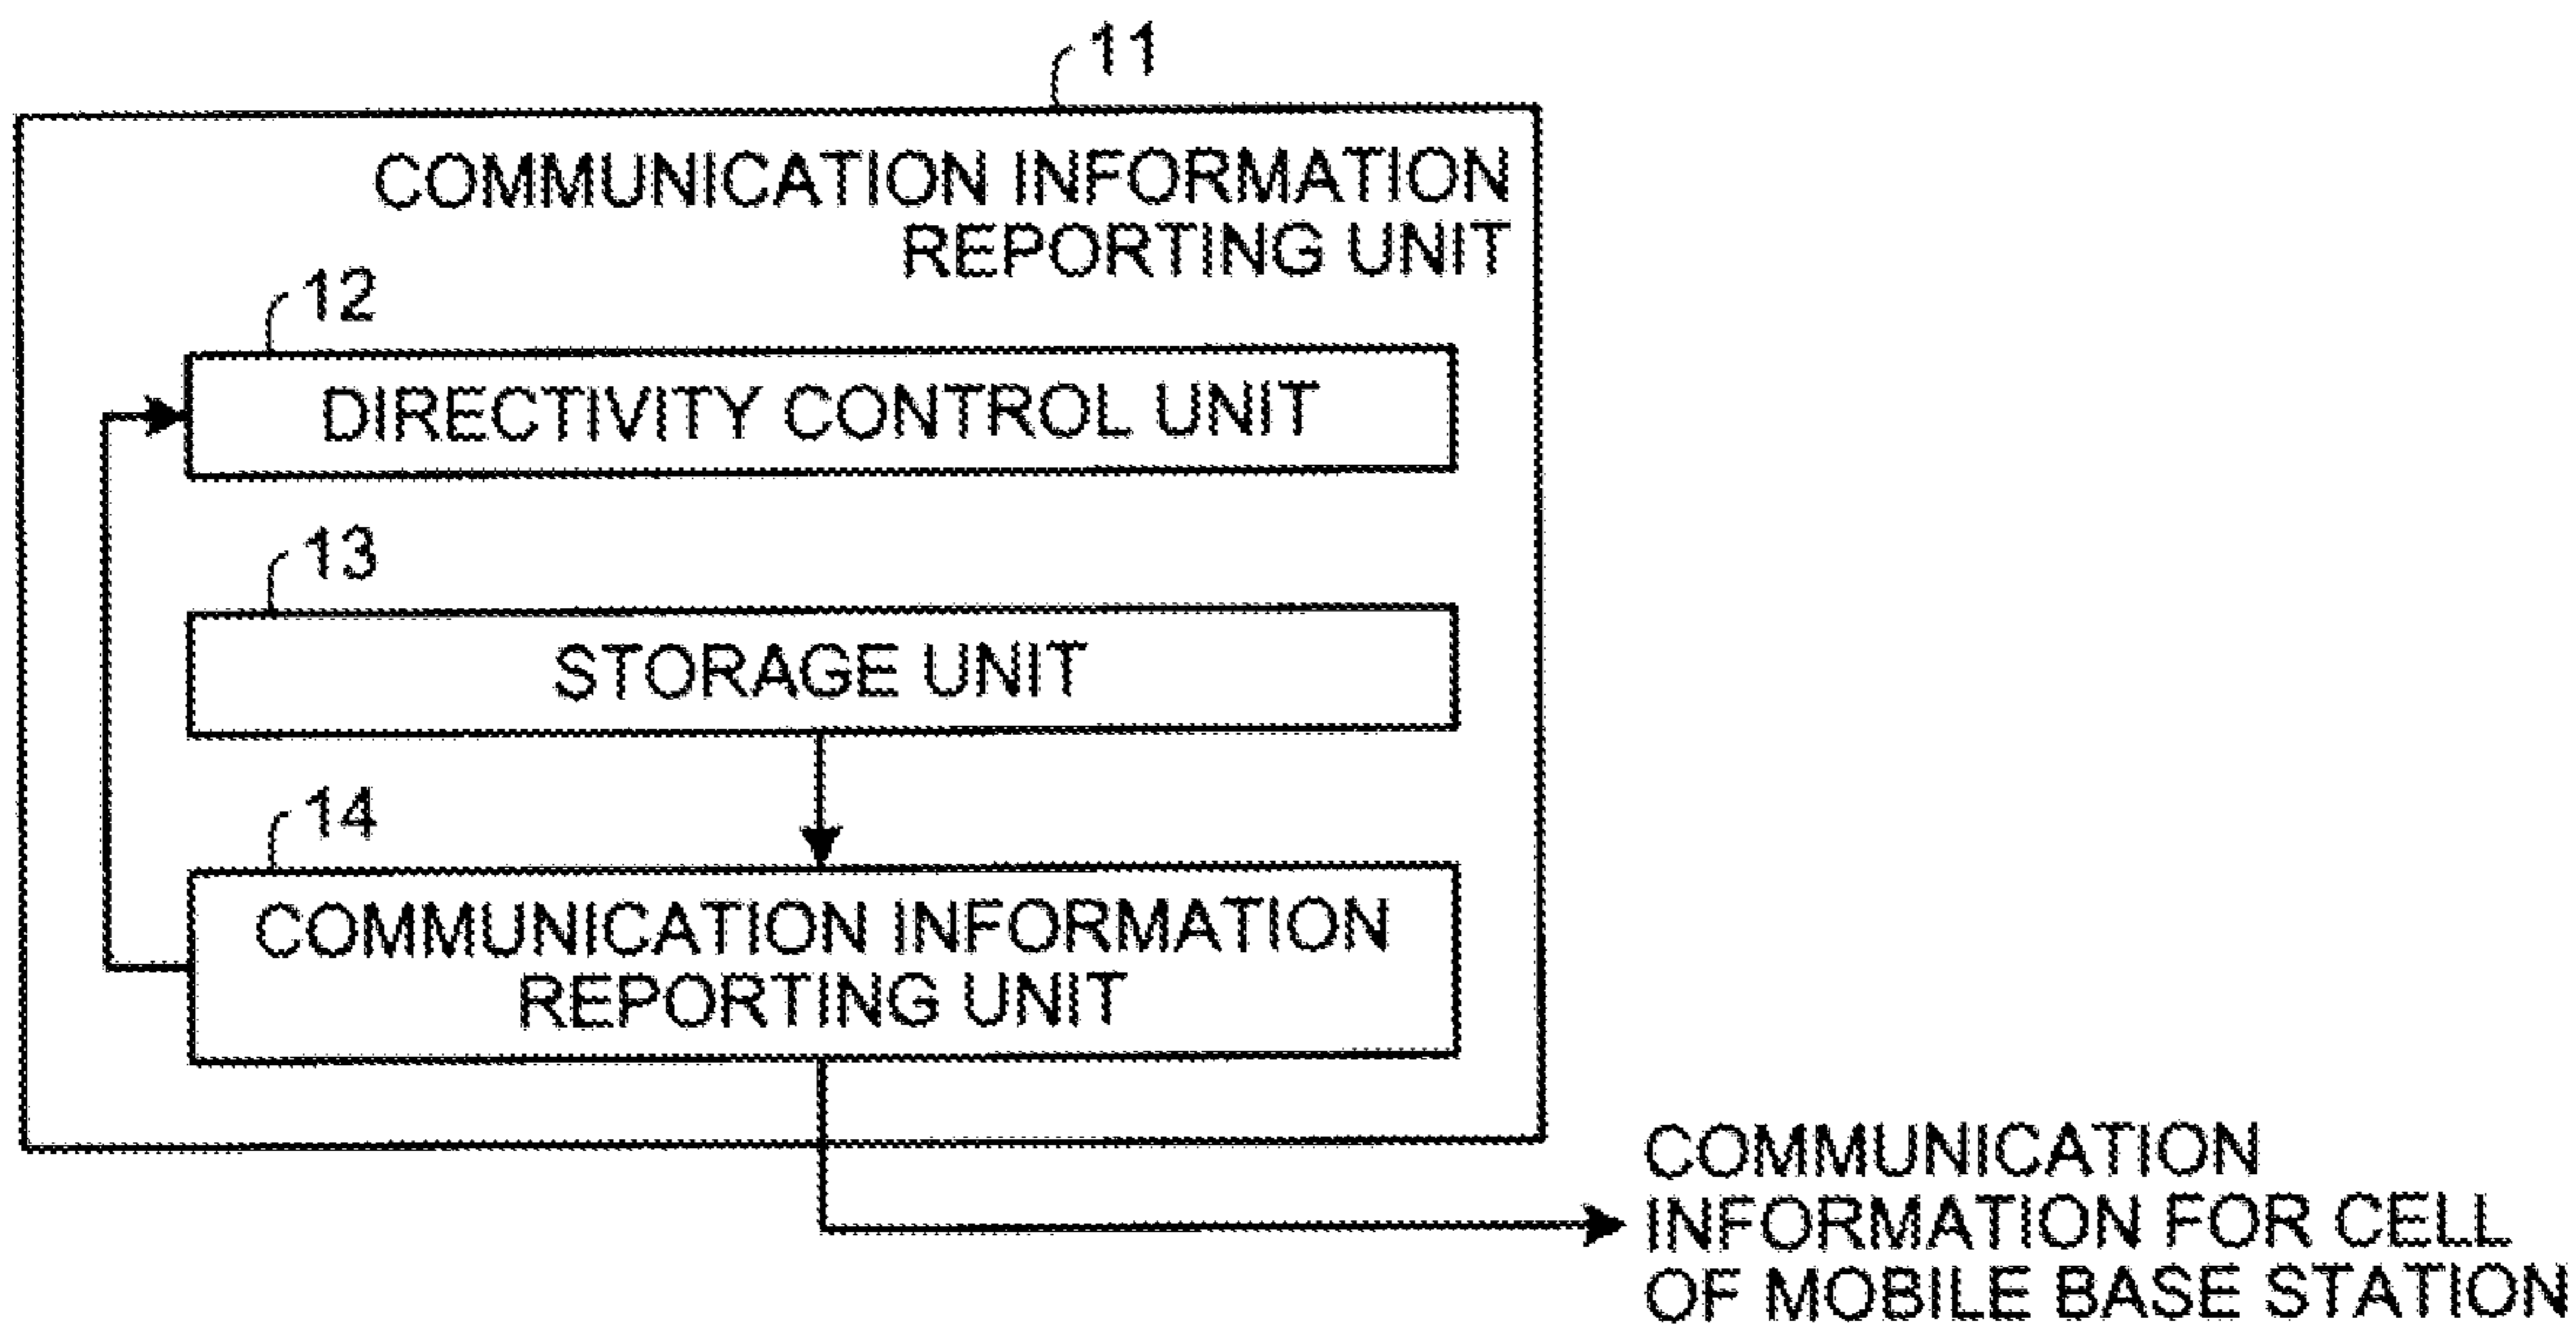 11
COMMUNICATION INFORMATION
REPORTING UNIT
12
DIRECTIVITY CONTROL UNIT
13
STORAGE UNIT
14
COMMUNICATION INFORMATION
REPORTING UNIT
COMMUNICATION
INFORMATION FOR CELL
OF MOBILE BASE STATION